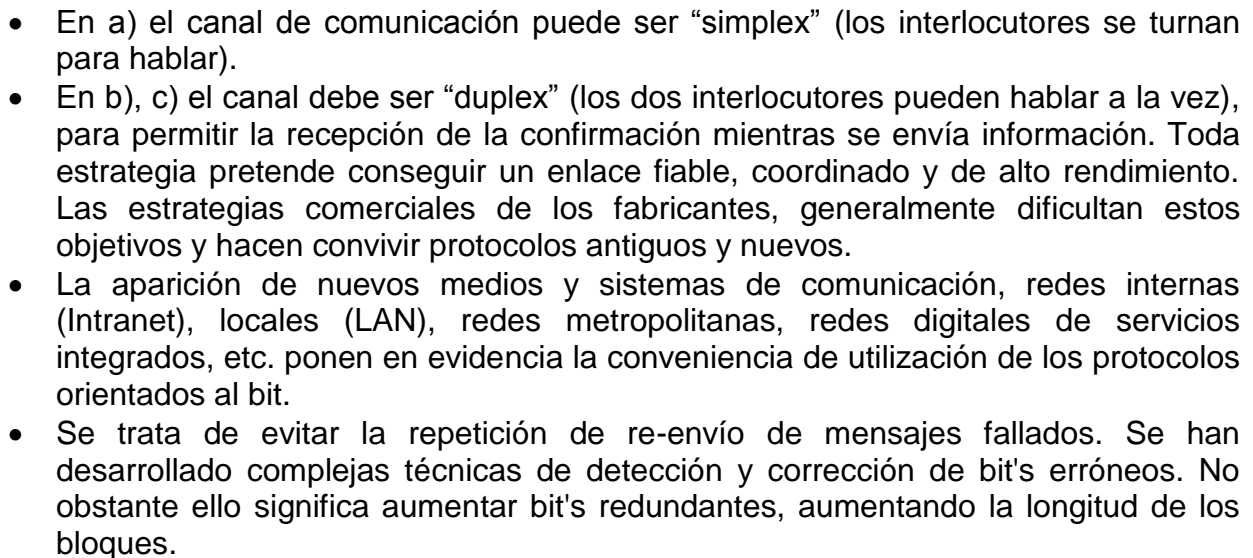 • En a) el canal de comunicación puede ser “simplex” (los interlocutores se turnan
para hablar).
• En b), c) el canal debe ser “duplex” (los dos interlocutores pueden hablar a la vez),
para permitir la recepción de la confirmación mientras se envía información. Toda
estrategia pretende conseguir un enlace fiable, coordinado y de alto rendimiento.
Las estrategias comerciales de los fabricantes, generalmente dificultan estos
objetivos y hacen convivir protocolos antiguos y nuevos.
• La aparición de nuevos medios y sistemas de comunicación, redes internas
(Intranet), locales (LAN), redes metropolitanas, redes digitales de servicios
integrados, etc. ponen en evidencia la conveniencia de utilización de los protocolos
orientados al bit.
• Se trata de evitar la repetición de re-envío de mensajes fallados. Se han
desarrollado complejas técnicas de detección y corrección de bit's erróneos. No
obstante ello significa aumentar bit's redundantes, aumentando la longitud de los
bloques.